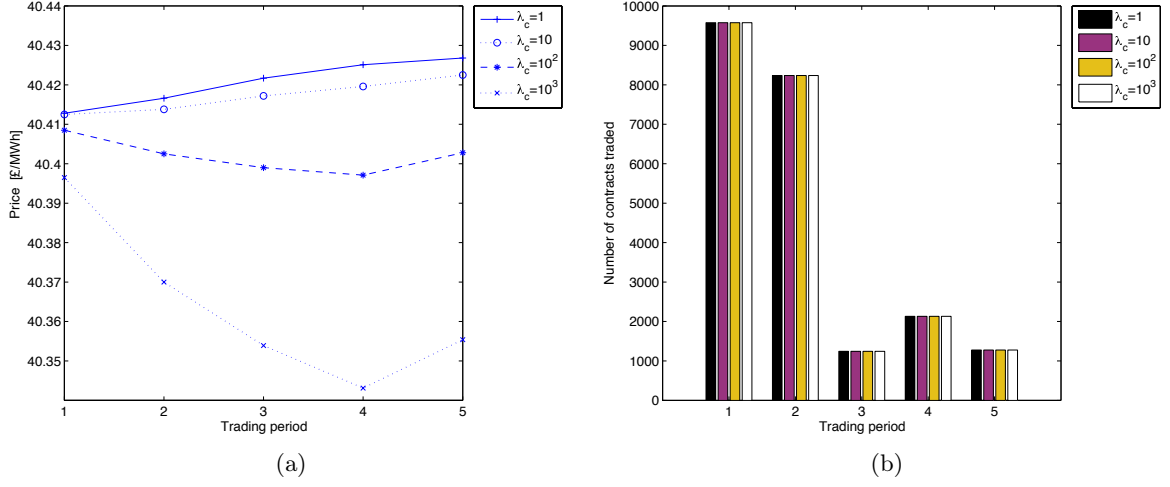 40.44
40.43
40.42
40.41
40.4
40.39
40.38
40.37
40.36
40.35
Price [£/MWh]
1 2 3 4 5
Trading period
λc=1
λc=10
λc=10²
λc=10³
(a)
10000
9000
8000
7000
6000
5000
4000
3000
2000
1000
0
Number of contracts traded
1 2 3 4 5
Trading period
λc=1
λc=10
λc=10²
λc=10³
(b)